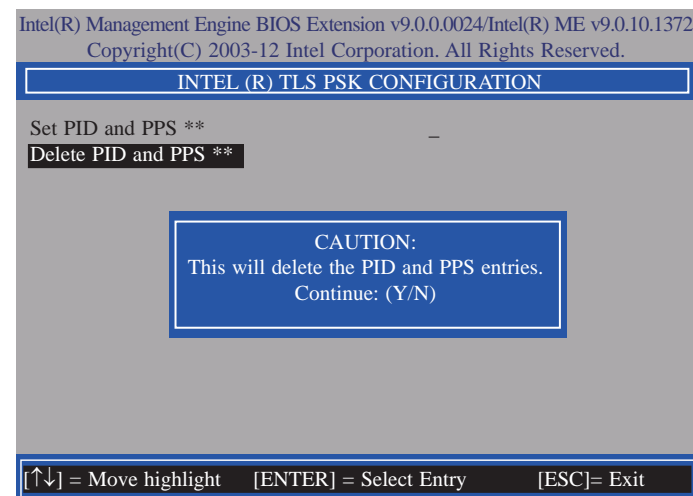 Intel(R) Management Engine BIOS Extension v9.0.0.0024/Intel(R) ME v9.0.10.1372
Copyright(C) 2003-12 Intel Corporation. All Rights Reserved.
INTEL (R) TLS PSK CONFIGURATION
Set PID and PPS ** _
Delete PID and PPS **
CAUTION:
This will delete the PID and PPS entries.
Continue: (Y/N)
[↑↓] = Move highlight [ENTER] = Select Entry [ESC]= Exit